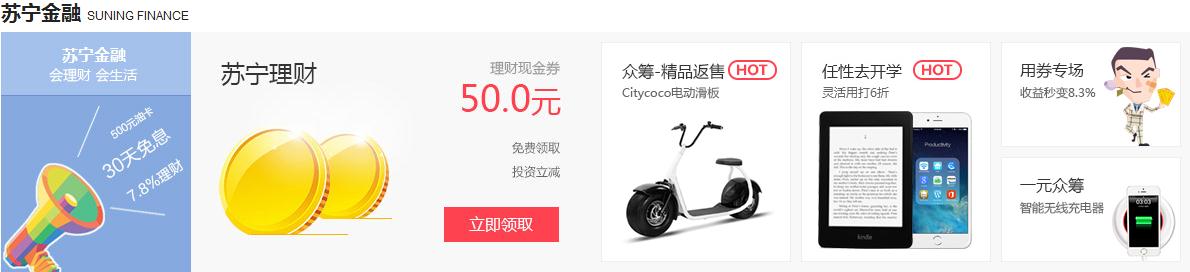 苏宁金融 SUNING FINANCE
苏宁金融
会理财 会生活
500元油卡
30天免息
7.8%理财
苏宁理财
理财现金券
50.0元
免费领取
投资立减
立即领取
众筹-精品返售 HOT
Citycoco电动滑板
任性去开学 HOT
灵活用打6折
kindle
Productivity
用券专场
收益秒变8.3%
一元众筹
智能无线充电器
03:03